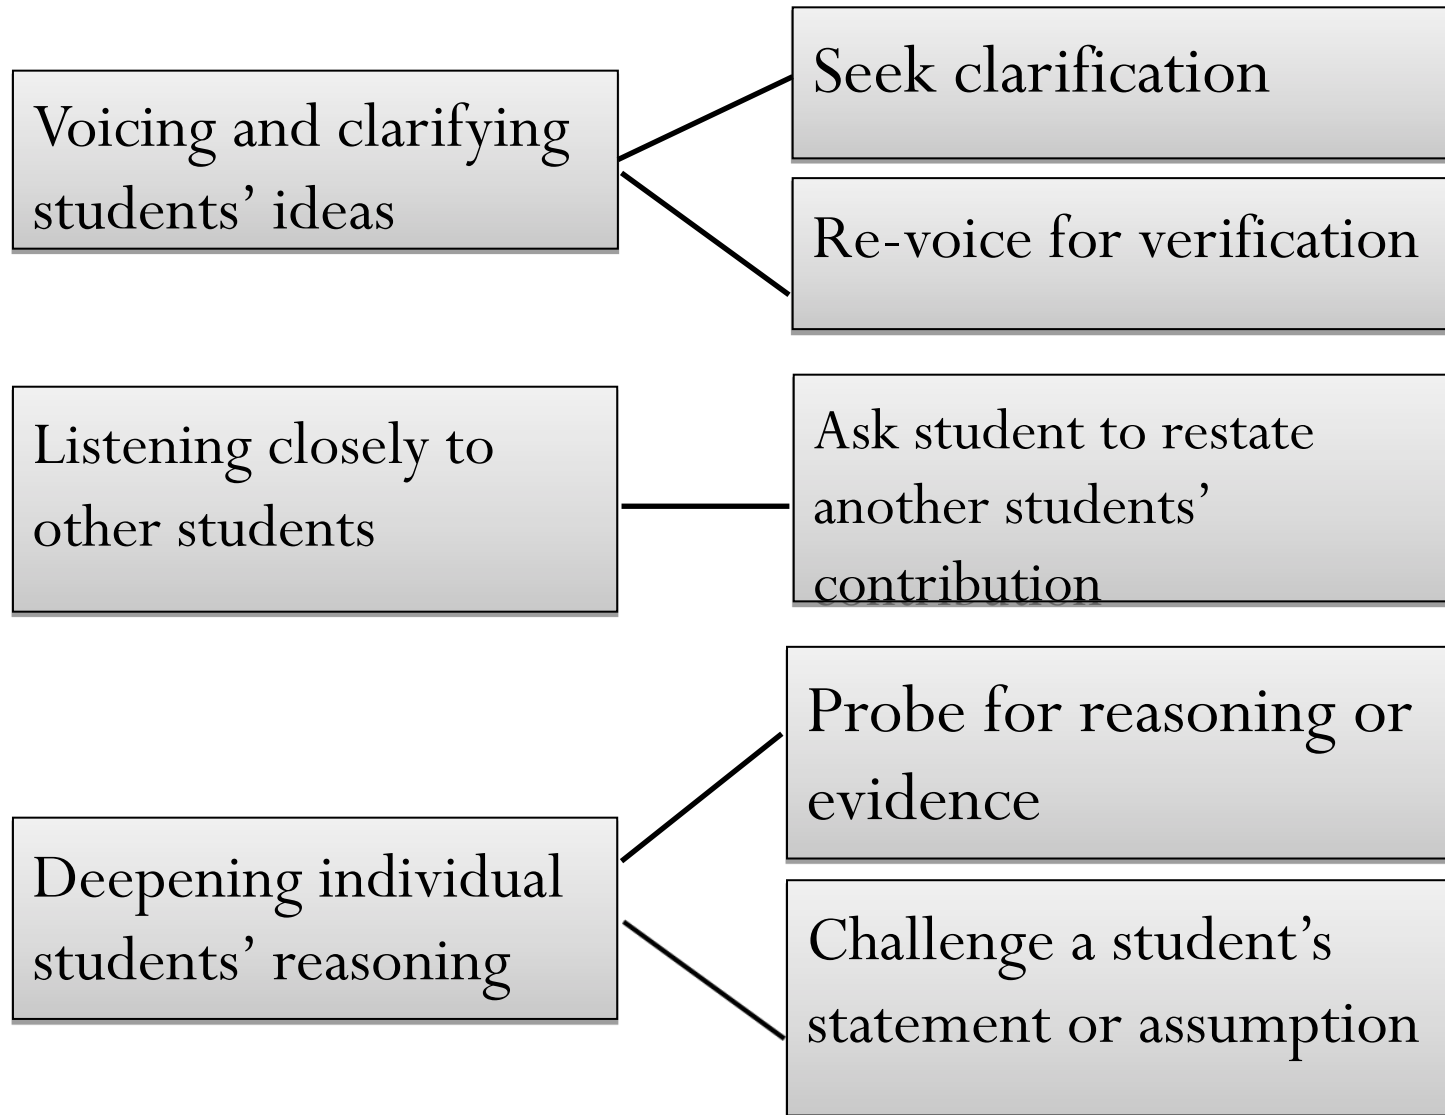 Voicing and clarifying
students’ ideas
Seek clarification
Re-voice for verification
Listening closely to
other students
Ask student to restate
another students’
contribution
Deepening individual
students’ reasoning
Probe for reasoning or
evidence
Challenge a student’s
statement or assumption